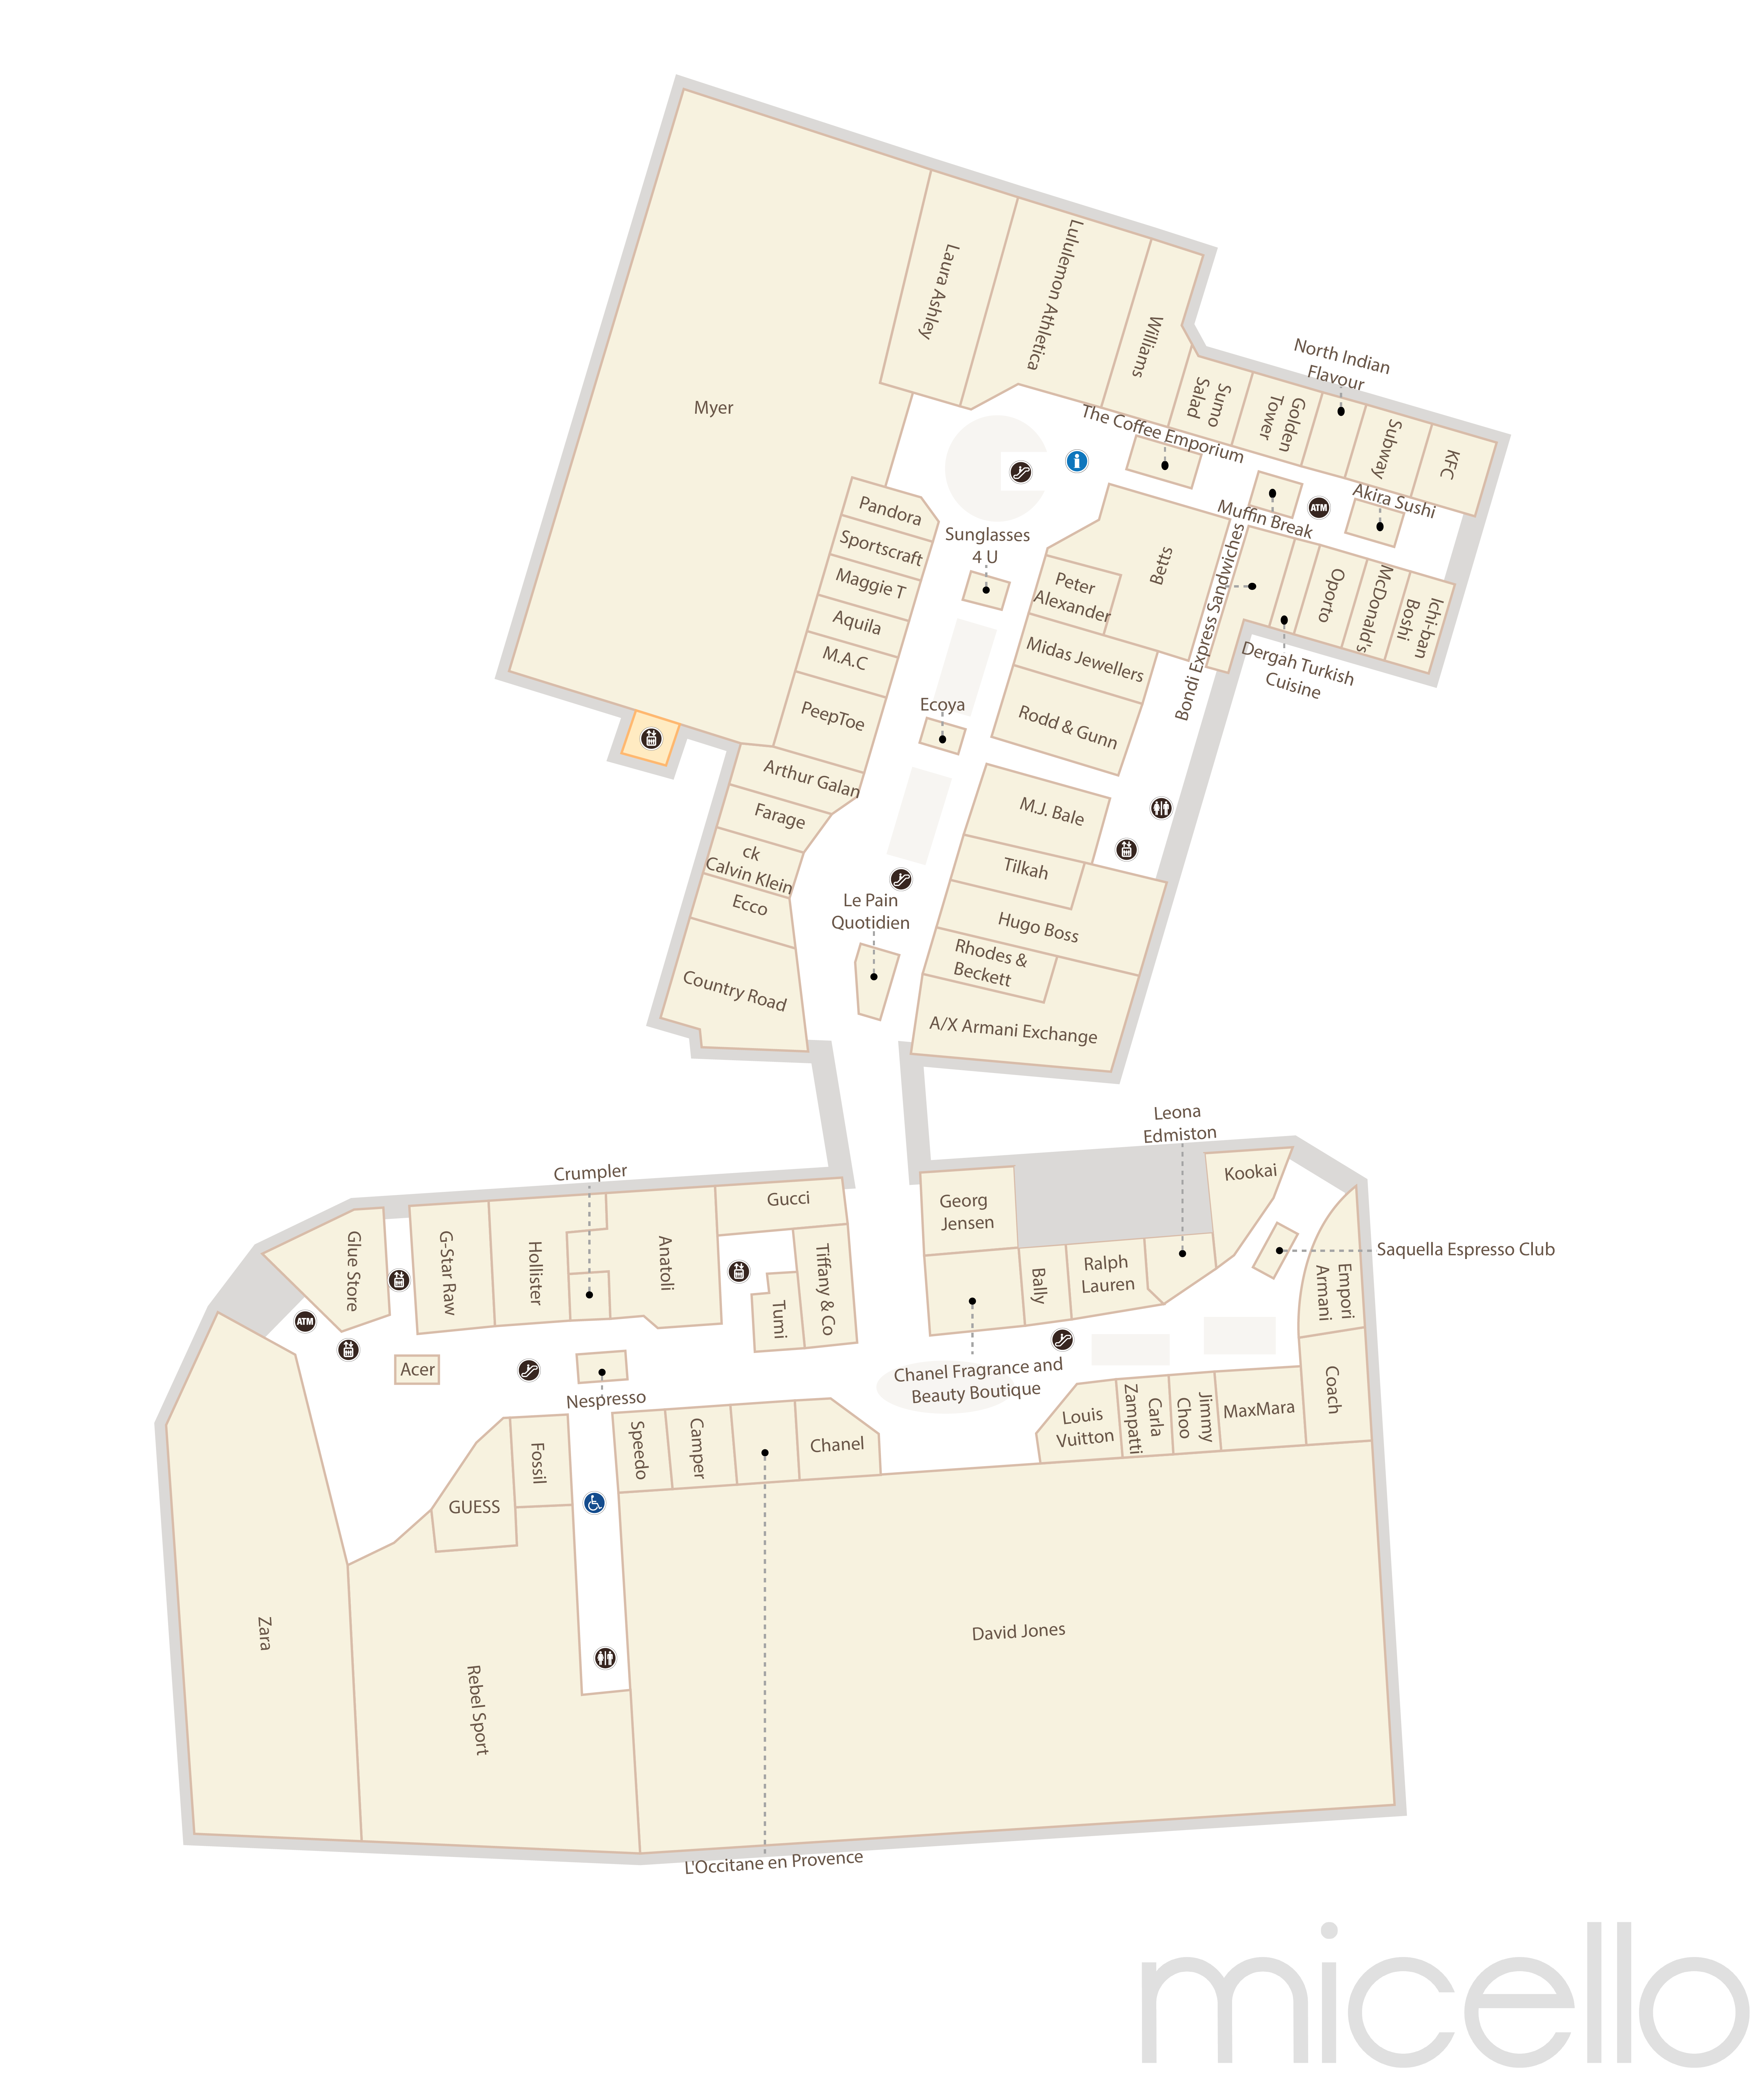 Myer
Laura Ashley
Lululemon Athletica
Williams
Sumo
Salad
Golden
Tower
North Indian
Flavour
Subway
KFC
The Coffee Emporium
Muffin Break
ATM
Akira Sushi
Pandora
Sportscraft
Maggie T
Aquila
M.A.C
PeepToe
Sunglasses
4 U
Betts
Peter
Alexander
Midas Jewellers
Rodd & Gunn
Bondi Express Sandwiches
Dergah Turkish
Cuisine
Oporto
McDonald's
Ichi-ban
Boshi
Ecoya
Arthur Galan
Farage
ck
Calvin Klein
Ecco
Country Road
Le Pain
Quotidien
M.J. Bale
Tilkah
Hugo Boss
Rhodes &
Beckett
A/X Armani Exchange
Leona
Edmiston
Crumpler
Glue Store
G-Star Raw
Hollister
Anatoli
Gucci
Tiffany & Co
Tumi
Georg
Jensen
Bally
Ralph
Lauren
Kookai
Saquella Espresso Club
Empori
Armani
ATM
Acer
Nespresso
Chanel Fragrance and
Beauty Boutique
Coach
Fossil
GUESS
Speedo
Camper
Chanel
Louis
Vuitton
Carla
Zampatti
Jimmy
Choo
MaxMara
Zara
Rebel Sport
David Jones
L'Occitane en Provence
micello